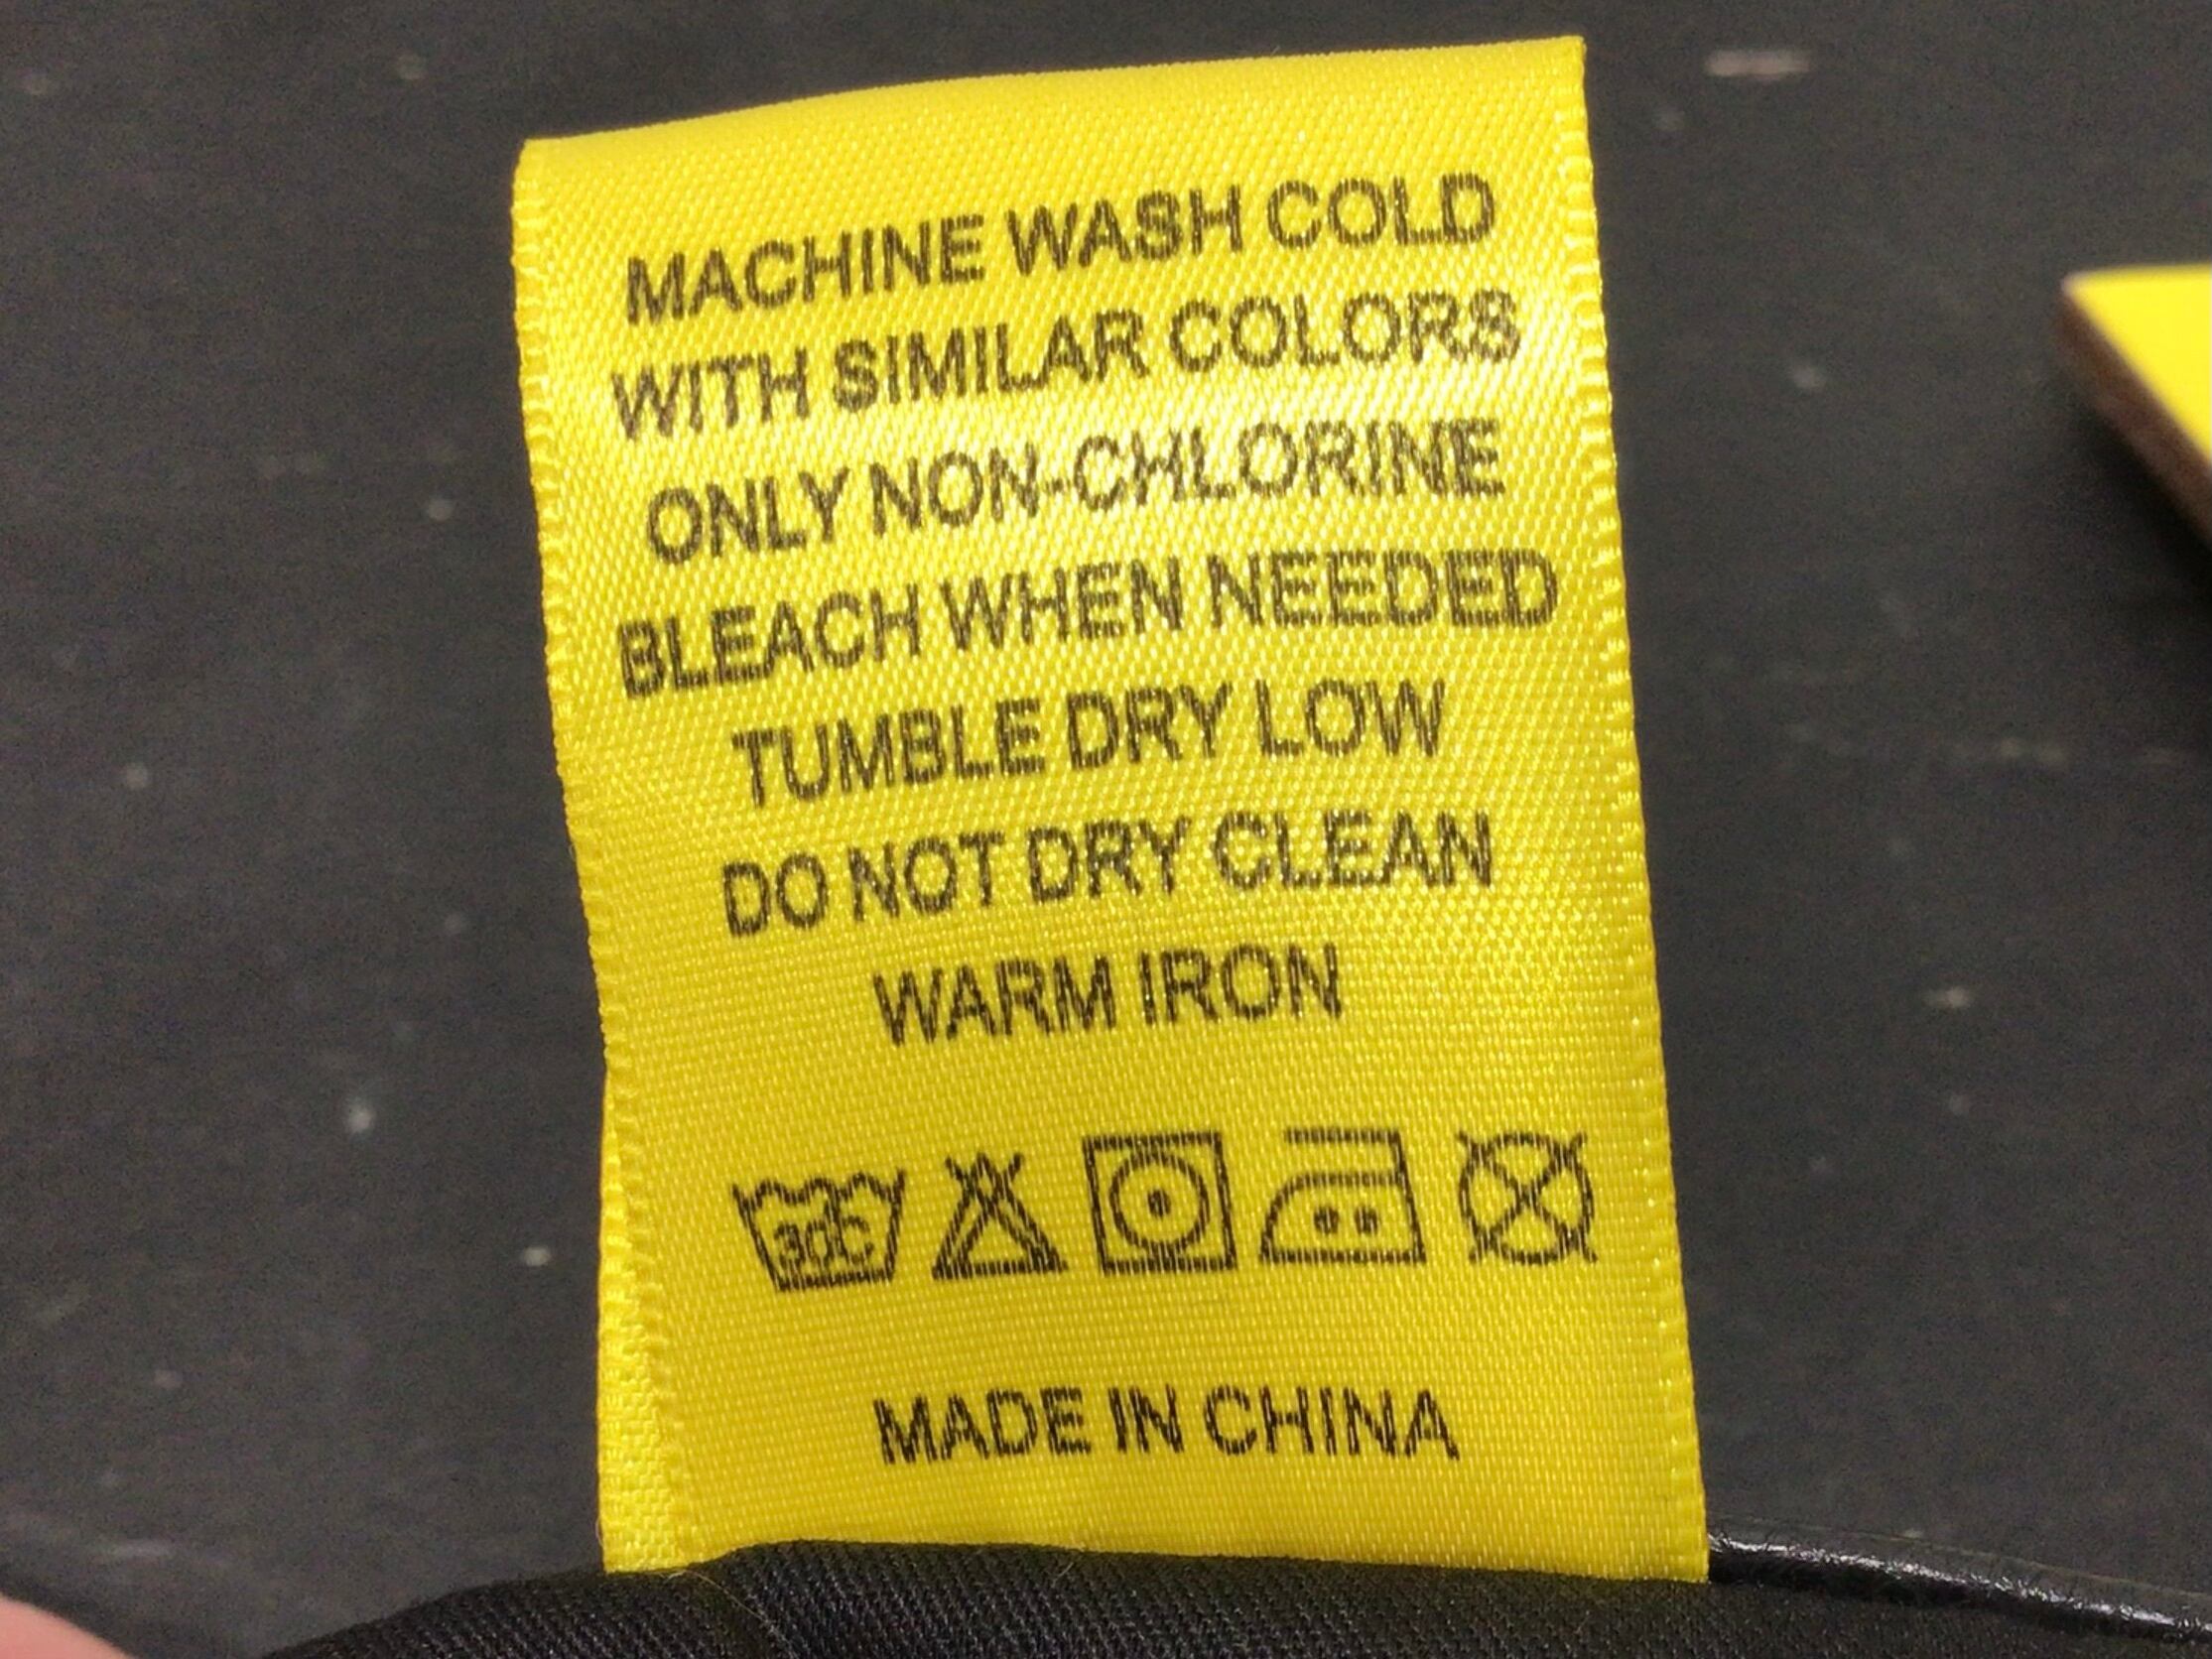 MACHINE WASH COLD
WITH SIMILAR COLORS
ONLY NON-CHLORINE
BLEACH WHEN NEEDED
TUMBLE DRY LOW
DO NOT DRY CLEAN
WARM IRON
30C
MADE IN CHINA